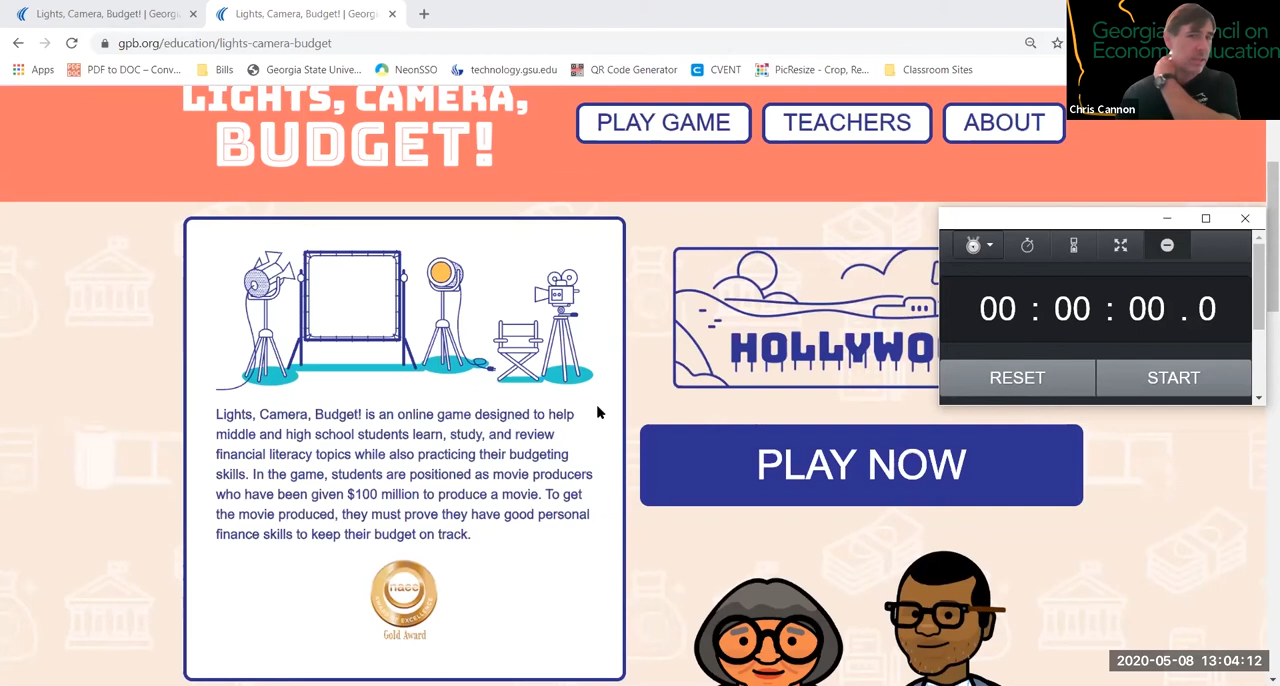 Lights, Camera, Budget! | Georgi
Lights, Camera, Budget! | Georgi
gpb.org/education/lights-camera-budget
Apps
PDF to DOC – Conv...
Bills
Georgia State Unive...
NeonSSO
technology.gsu.edu
QR Code Generator
CVENT
PicResize - Crop, Re...
Classroom Sites
Georgia Council on
Economic Education
Chris Cannon
LIGHTS, CAMERA,
BUDGET!
PLAY GAME
TEACHERS
ABOUT
HOLLYWO
00 : 00 : 00 . 0
RESET
START
Lights, Camera, Budget! is an online game designed to help
middle and high school students learn, study, and review
financial literacy topics while also practicing their budgeting
skills. In the game, students are positioned as movie producers
who have been given $100 million to produce a movie. To get
the movie produced, they must prove they have good personal
finance skills to keep their budget on track.
PLAY NOW
Gold Award
2020-05-08 13:04:12